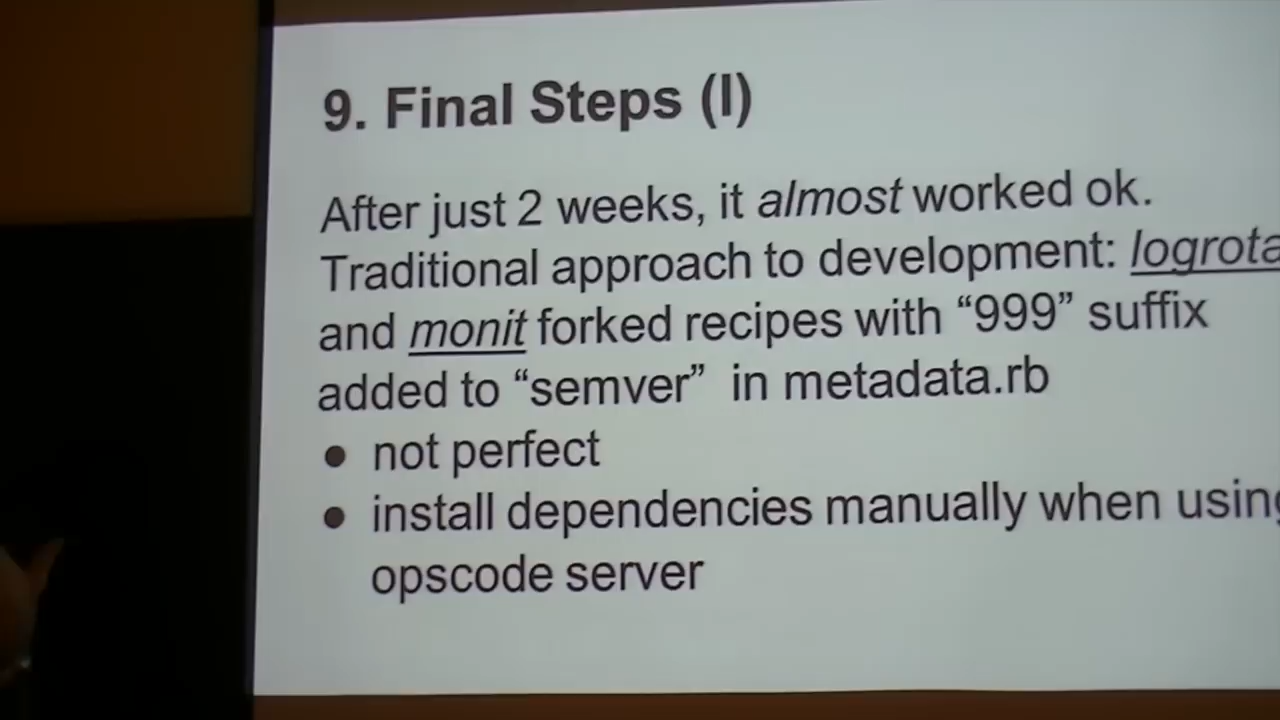 9. Final Steps (I)
After just 2 weeks, it almost worked ok.
Traditional approach to development: logrota
and monit forked recipes with “999” suffix
added to “semver” in metadata.rb
● not perfect
● install dependencies manually when using
opscode server